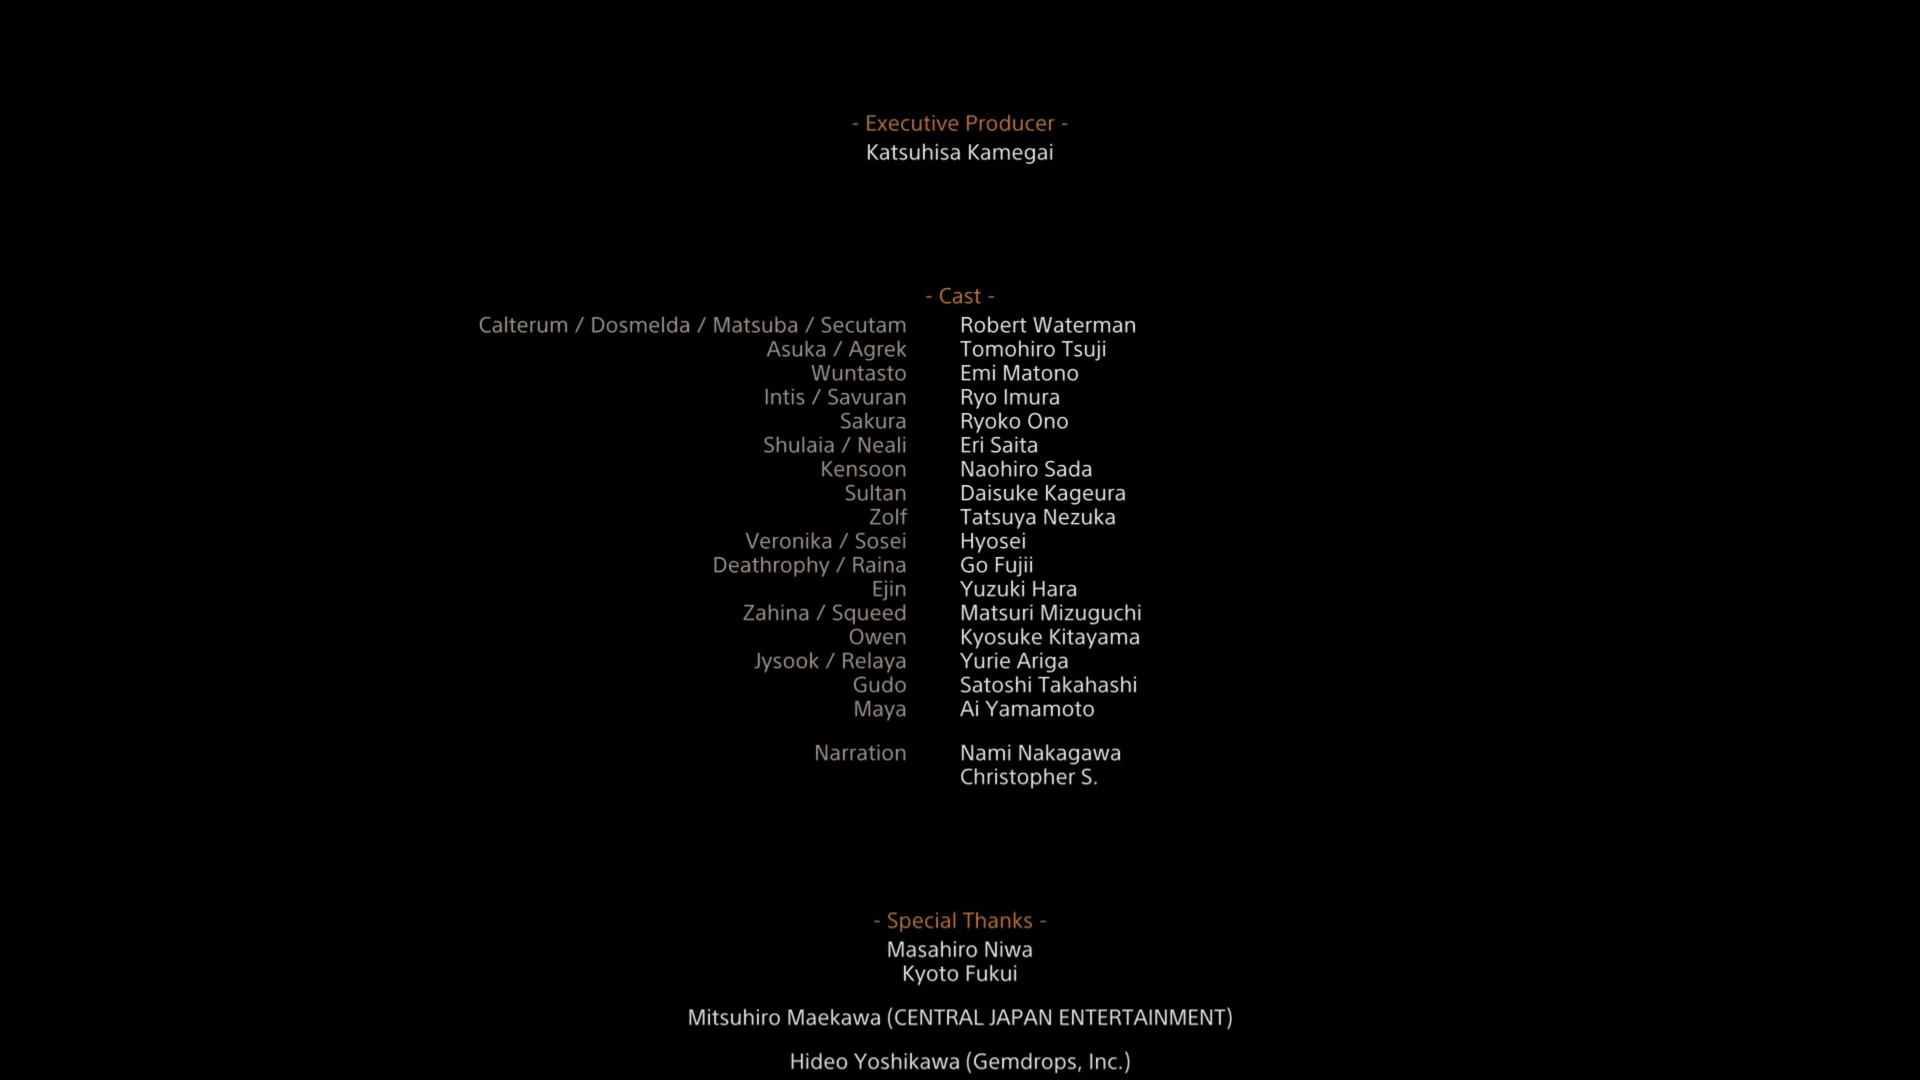 - Executive Producer -
Katsuhisa Kamegai
- Cast -
Calterum / Dosmelda / Matsuba / Secutam Robert Waterman
Asuka / Agrek Tomohiro Tsuji
Wuntasto Emi Matono
Intis / Savuran Ryo Imura
Sakura Ryoko Ono
Shulaia / Neali Eri Saita
Kensoon Naohiro Sada
Sultan Daisuke Kageura
Zolf Tatsuya Nezuka
Veronika / Sosei Hyosei
Deathrophy / Raina Go Fujii
Ejin Yuzuki Hara
Zahina / Squeed Matsuri Mizuguchi
Owen Kyosuke Kitayama
Jysook / Relaya Yurie Ariga
Gudo Satoshi Takahashi
Maya Ai Yamamoto
Narration Nami Nakagawa
Christopher S.
- Special Thanks -
Masahiro Niwa
Kyoto Fukui
Mitsuhiro Maekawa (CENTRAL JAPAN ENTERTAINMENT)
Hideo Yoshikawa (Gemdrops, Inc.)